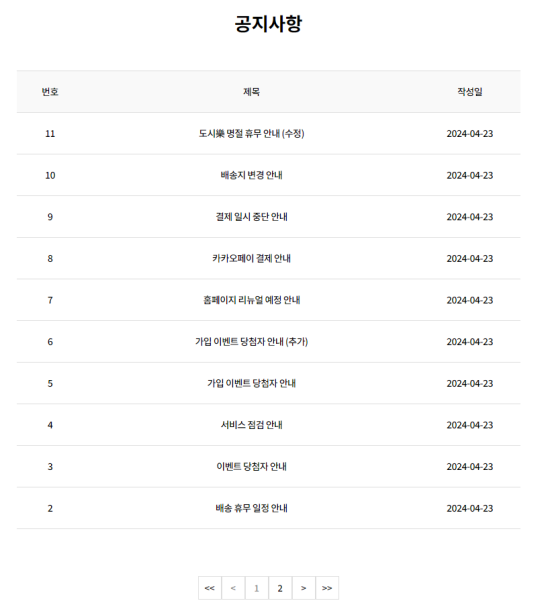 공지사항
번호 제목 작성일
11 도시樂 명절 휴무 안내 (수정) 2024-04-23
10 배송지 변경 안내 2024-04-23
9 결제 일시 중단 안내 2024-04-23
8 카카오페이 결제 안내 2024-04-23
7 홈페이지 리뉴얼 예정 안내 2024-04-23
6 가입 이벤트 당첨자 안내 (추가) 2024-04-23
5 가입 이벤트 당첨자 안내 2024-04-23
4 서비스 점검 안내 2024-04-23
3 이벤트 당첨자 안내 2024-04-23
2 배송 휴무 일정 안내 2024-04-23
<< < 1 2 > >>